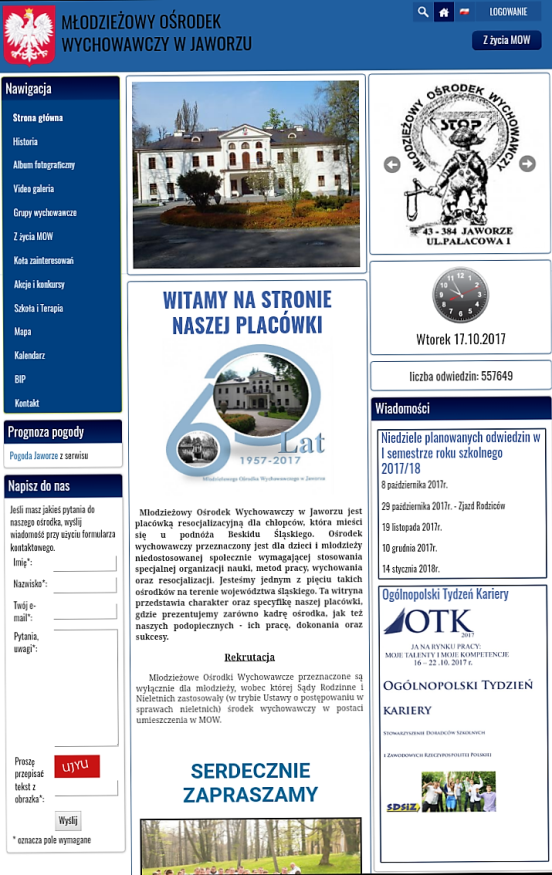 MŁODZIEŻOWY OŚRODEK
WYCHOWAWCZY W JAWORZU
LOGOWANIE
Z życia MOW
Nawigacja
Strona główna
Historia
Album fotograficzny
Video galeria
Grupy wychowawcze
Z życia MOW
Koła zainteresowań
Akcje i konkursy
Szkoła i Terapia
Mapa
Kalendarz
BIP
Kontakt
Prognoza pogody
Pogoda Jaworze z serwisu
Napisz do nas
Jeśli masz jakieś pytania do
naszego ośrodka, wyślij
wiadomość przy użyciu formularza
kontaktowego.
Imię*:
Nazwisko*:
Twój e-
mail*:
Pytania,
uwagi*:
Proszę
przepisać
tekst z
obrazka*:
UJYU
Wyślij
* oznacza pole wymagane
WITAMY NA STRONIE
NASZEJ PLACÓWKI
60
Lat
1957-2017
Młodzieżowego Ośrodka Wychowawczego w Jaworzu
Młodzieżowy Ośrodek Wychowawczy w Jaworzu jest
placówką resocjalizacyjną dla chłopców, która mieści
się u podnóża Beskidu Śląskiego. Ośrodek
wychowawczy przeznaczony jest dla dzieci i młodzieży
niedostosowanej społecznie wymagającej stosowania
specjalnej organizacji nauki, metod pracy, wychowania
oraz resocjalizacji. Jesteśmy jednym z pięciu takich
ośrodków na terenie województwa śląskiego. Ta witryna
przedstawia charakter oraz specyfikę naszej placówki,
gdzie prezentujemy zarówno kadrę ośrodka, jak też
naszych podopiecznych - ich pracę, dokonania oraz
sukcesy.
Rekrutacja
Młodzieżowe Ośrodki Wychowawcze przeznaczone są
wyłącznie dla młodzieży, wobec której Sądy Rodzinne i
Nieletnich zastosowały (w trybie Ustawy o postępowaniu w
sprawach nieletnich) środek wychowawczy w postaci
umieszczenia w MOW.
SERDECZNIE
ZAPRASZAMY
MŁODZIEŻOWY OŚRODEK WYCHOWAWCZY
STOP
43 - 384 JAWORZE
UL.PAŁACOWA 1
Wtorek 17.10.2017
liczba odwiedzin: 557649
Wiadomości
Niedziele planowanych odwiedzin w
I semestrze roku szkolnego
2017/18
8 październik 2017r.
29 października 2017r. - Zjazd Rodziców
19 listopada 2017r.
10 grudnia 2017r.
14 stycznia 2018r.
Ogólnopolski Tydzień Kariery
OTK
2017
JA NA RYNKU PRACY:
MOJE TALENTY I MOJE KOMPETENCJE
16 – 22 .10. 2017 r.
OGÓLNOPOLSKI TYDZIEŃ
KARIERY
STOWARZYSZENIE DORADCÓW SZKOLNYCH
I ZAWODOWYCH RZECZYPOSPOLITEJ POLSKIEJ
SDSIZ